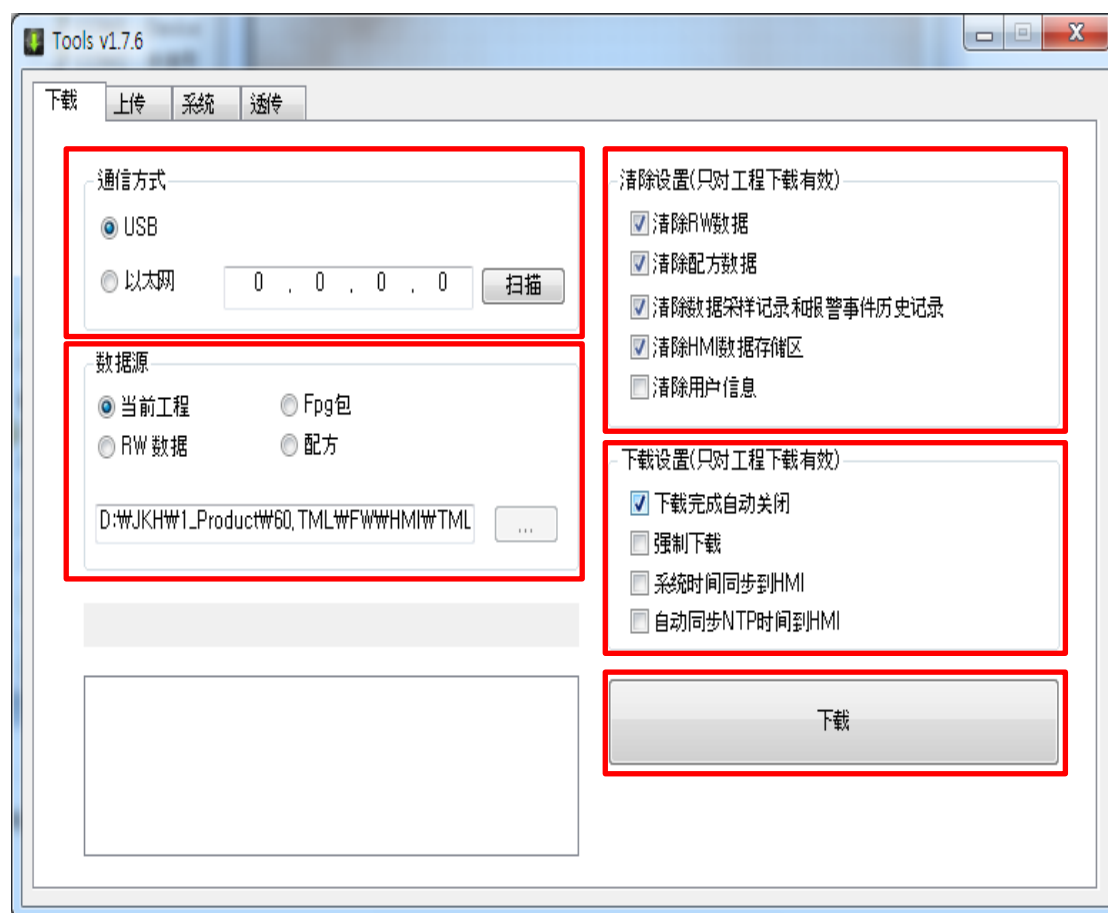 Tools v1.7.6
下载 上传 系统 透传
通信方式
USB
以太网 0 . 0 . 0 . 0 扫描
数据源
当前工程 Fpg包
RW 数据 配方
D:₩JKH₩1_Product₩60,TML₩FW₩HMI₩TML ...
清除设置(只对工程下载有效)
清除RW数据
清除配方数据
清除数据采样记录和报警事件历史记录
清除HMI数据存储区
清除用户信息
下载设置(只对工程下载有效)
下载完成自动关闭
强制下载
系统时间同步到HMI
自动同步NTP时间到HMI
下载